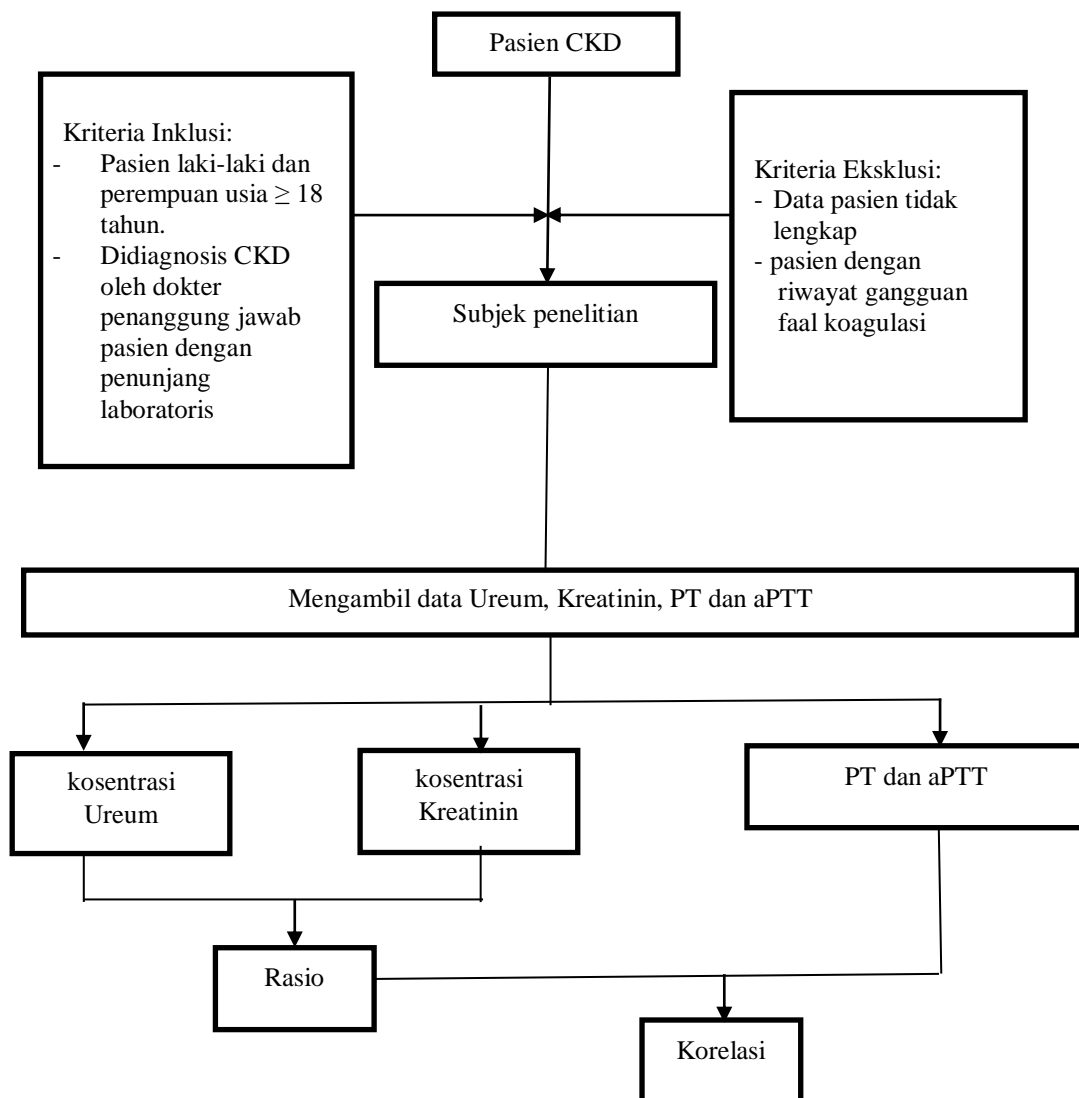 Pasien CKD
Kriteria Inklusi:
- Pasien laki-laki dan
perempuan usia ≥ 18
tahun.
- Didiagnosis CKD
oleh dokter
penanggung jawab
pasien dengan
penunjang
laboratoris
Kriteria Eksklusi:
- Data pasien tidak
lengkap
- pasien dengan
riwayat gangguan
faal koagulasi
Subjek penelitian
Mengambil data Ureum, Kreatinin, PT dan aPTT
kosentrasi
Ureum
kosentrasi
Kreatinin
PT dan aPTT
Rasio
Korelasi